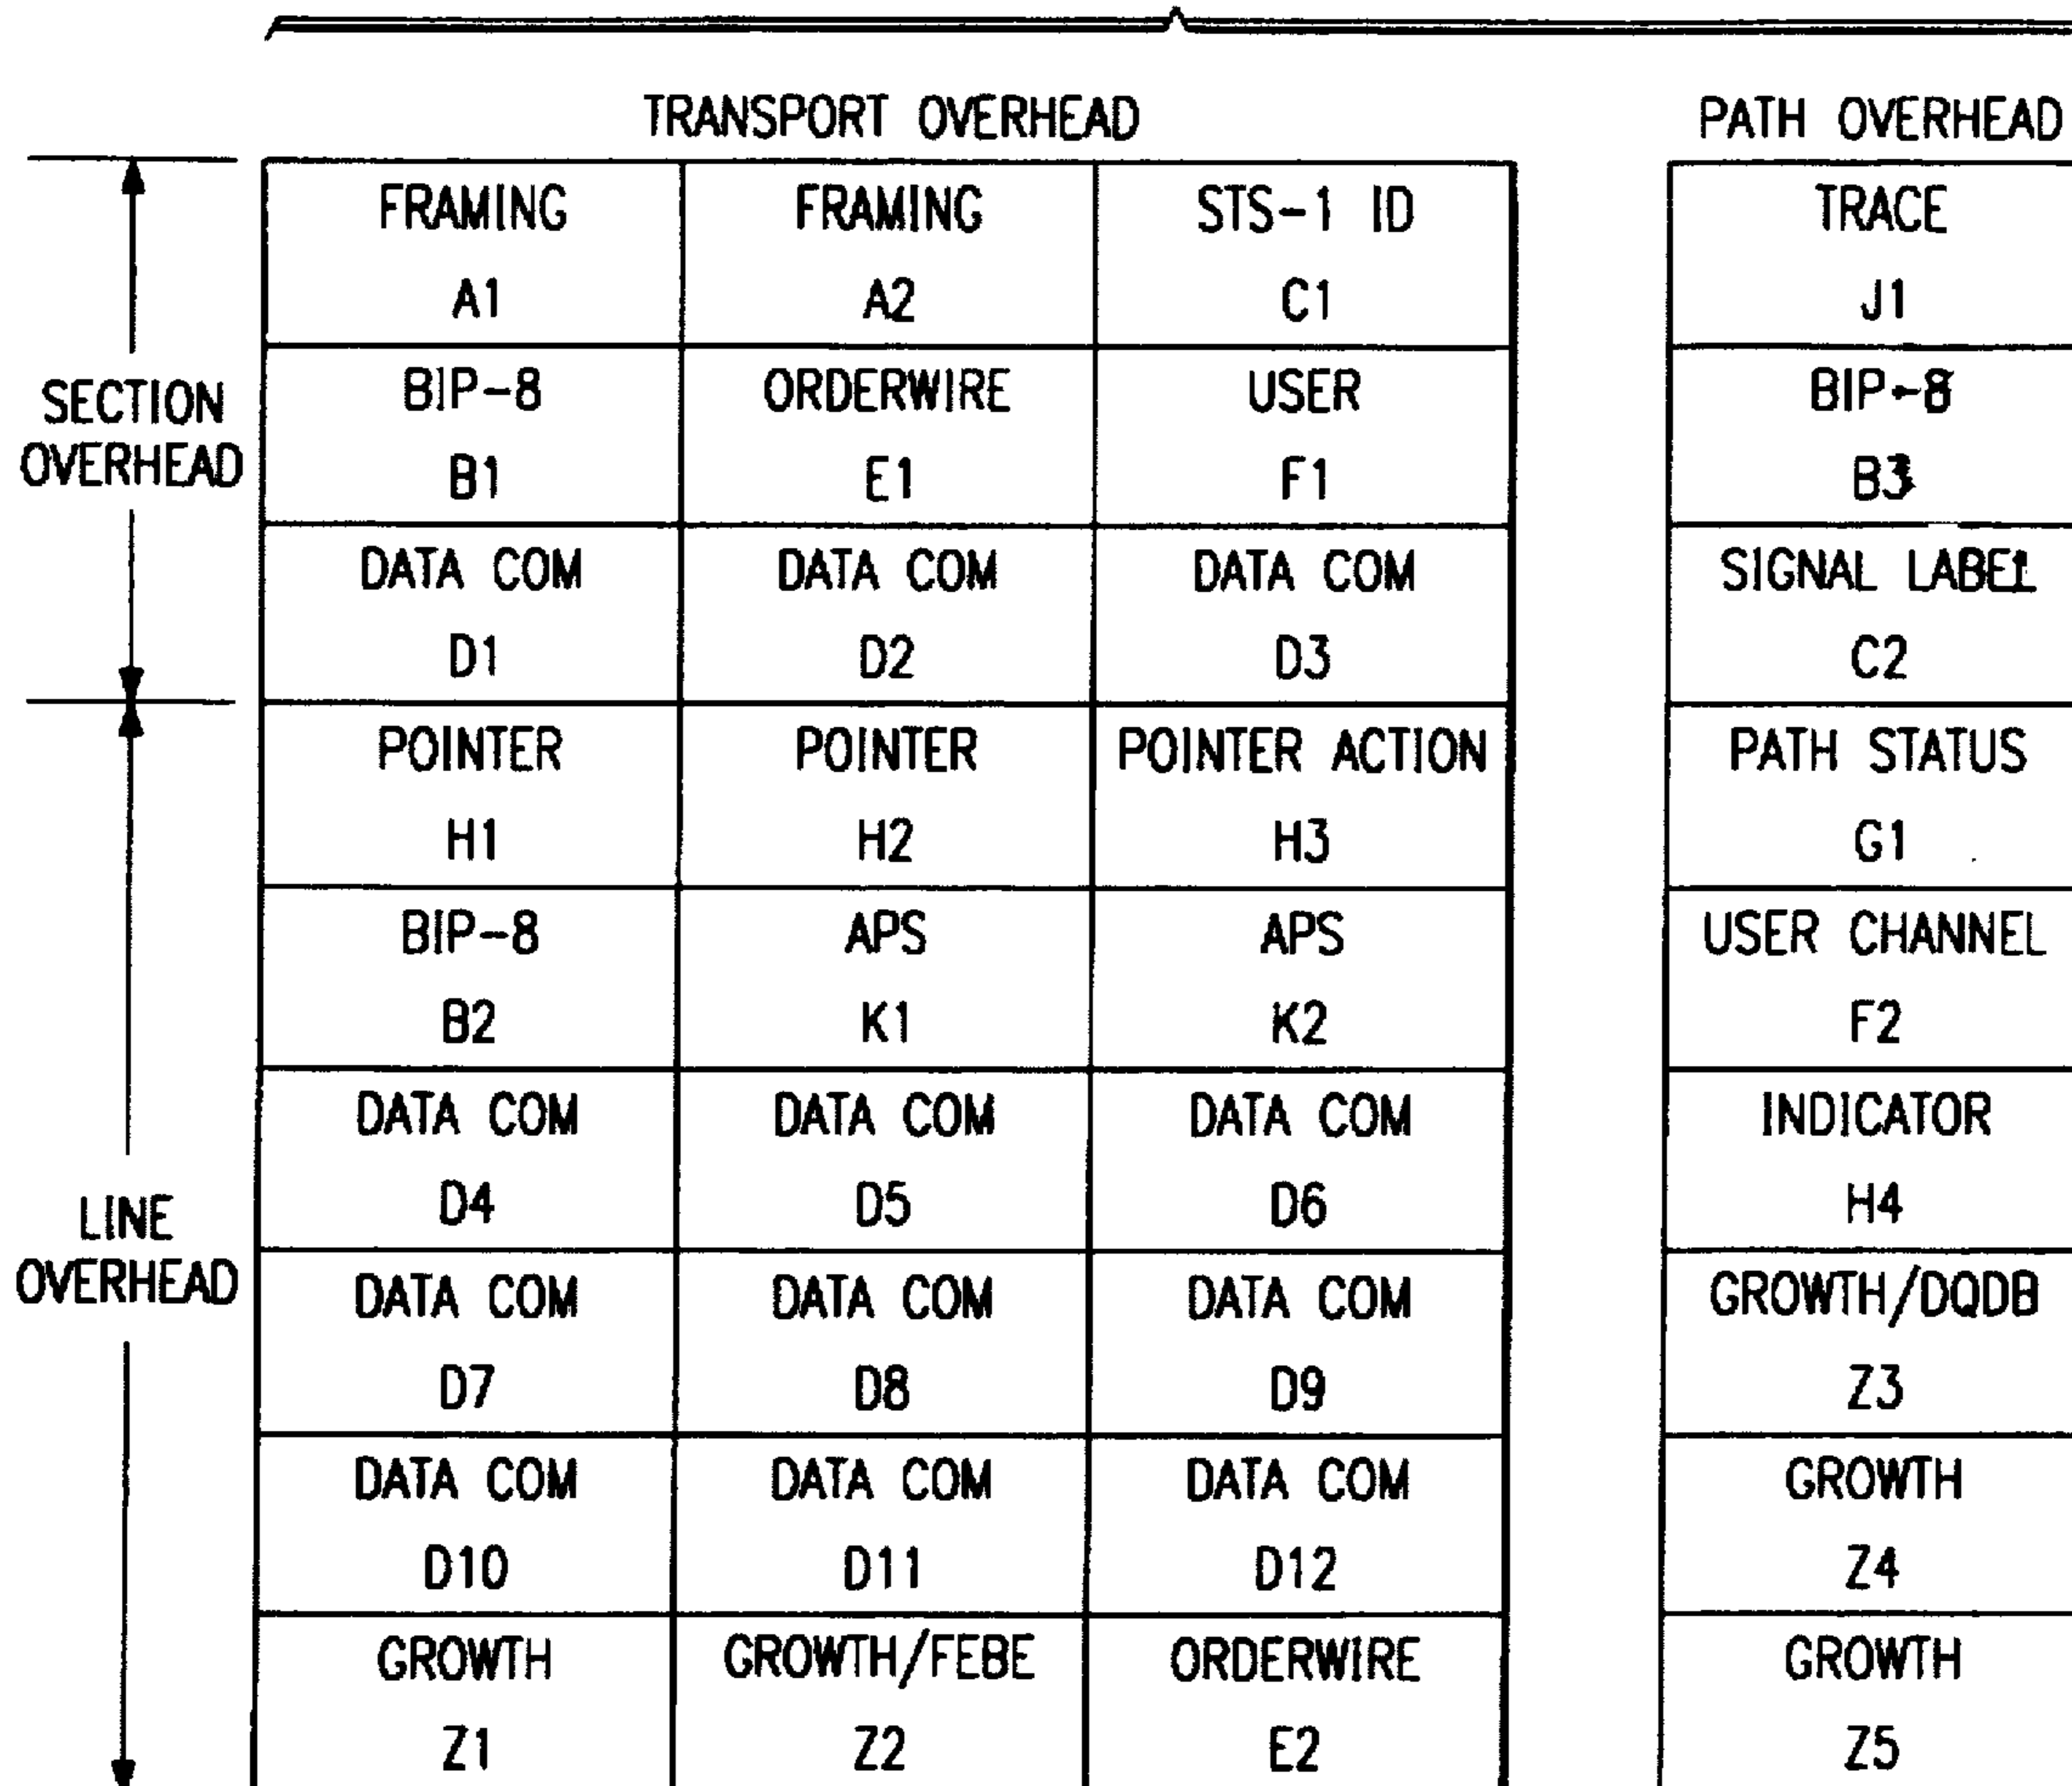 TRANSPORT OVERHEAD PATH OVERHEAD
FRAMING FRAMING STS-1 ID TRACE
A1 A2 C1 J1
SECTION
OVERHEAD
BIP-8 ORDERWIRE USER BIP-8
B1 E1 F1 B3
DATA COM DATA COM DATA COM SIGNAL LABEL
D1 D2 D3 C2
POINTER POINTER POINTER ACTION PATH STATUS
H1 H2 H3 G1
BIP-8 APS APS USER CHANNEL
B2 K1 K2 F2
DATA COM DATA COM DATA COM INDICATOR
D4 D5 D6 H4
LINE
OVERHEAD
DATA COM DATA COM DATA COM GROWTH/DQDB
D7 D8 D9 Z3
DATA COM DATA COM DATA COM GROWTH
D10 D11 D12 Z4
GROWTH GROWTH/FEBE ORDERWIRE GROWTH
Z1 Z2 E2 Z5